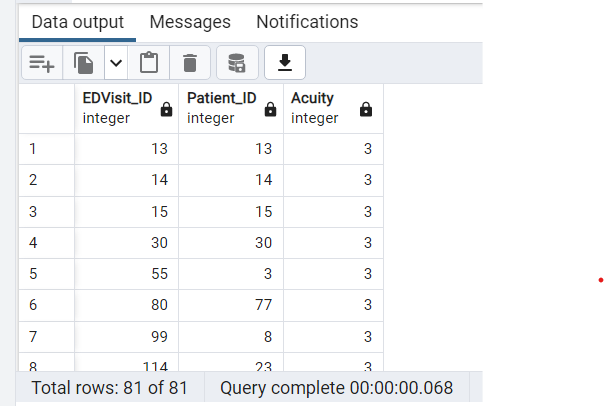 Data output Messages Notifications
EDVisit_ID Patient_ID Acuity
integer integer integer
1 13 13 3
2 14 14 3
3 15 15 3
4 30 30 3
5 55 3 3
6 80 77 3
7 99 8 3
8 114 23 3
Total rows: 81 of 81 Query complete 00:00:00.068